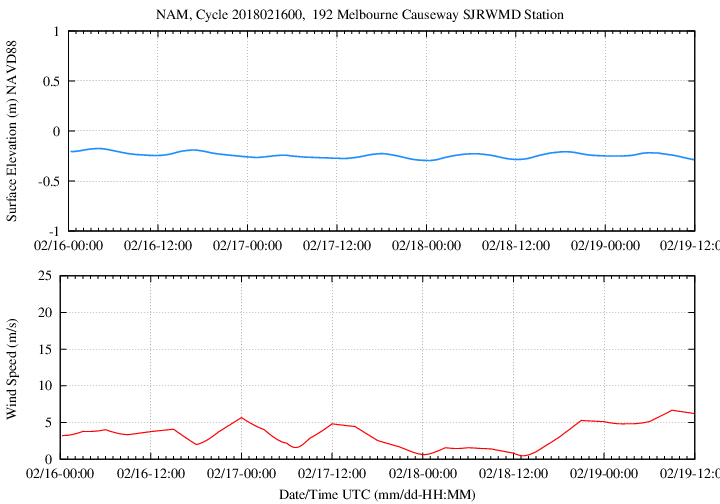 NAM, Cycle 2018021600,  192 Melbourne Causeway SJRWMD Station
Surface Elevation (m) NAVD88
1
0.5
0
-0.5
-1
02/16-00:00 02/16-12:00 02/17-00:00 02/17-12:00 02/18-00:00 02/18-12:00 02/19-00:00 02/19-12:0
Wind Speed (m/s)
25
20
15
10
5
0
02/16-00:00 02/16-12:00 02/17-00:00 02/17-12:00 02/18-00:00 02/18-12:00 02/19-00:00 02/19-12:0
Date/Time UTC (mm/dd-HH:MM)